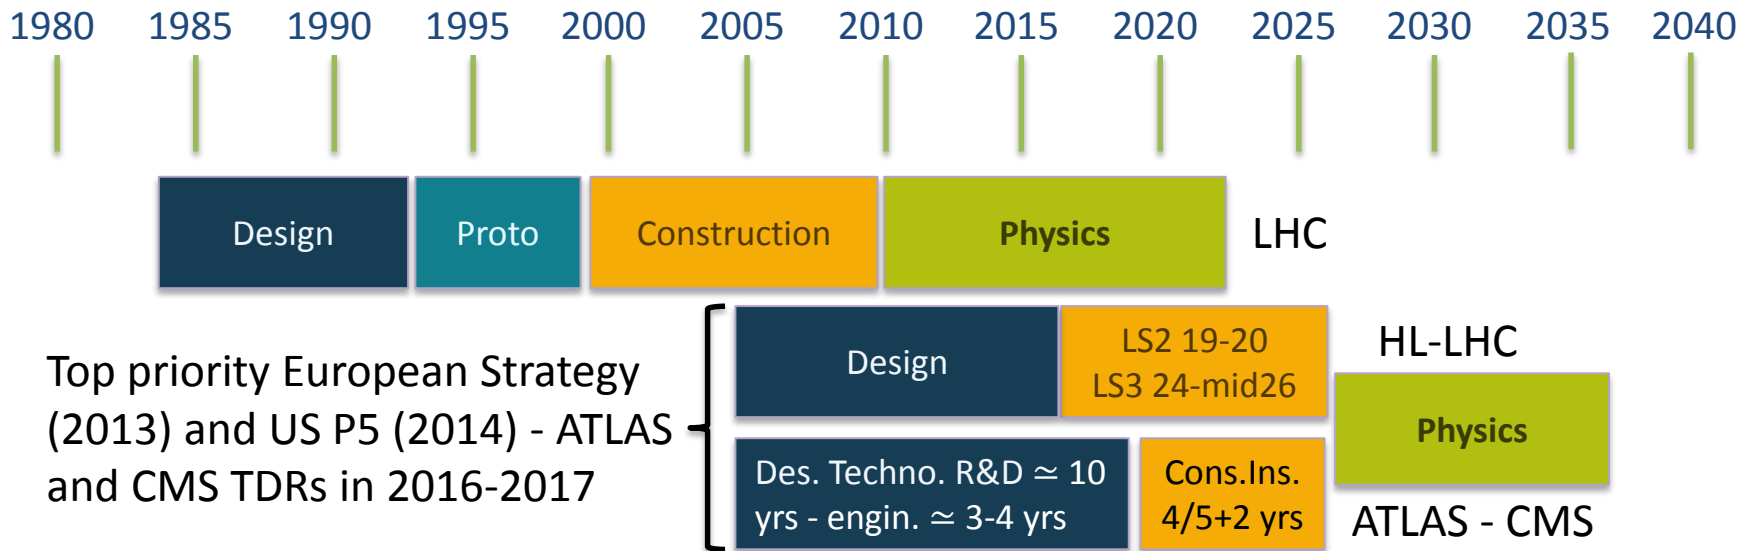 1980 1985 1990 1995 2000 2005 2010 2015 2020 2025 2030 2035 2040
Design Proto Construction Physics LHC
Top priority European Strategy
(2013) and US P5 (2014) - ATLAS
and CMS TDRs in 2016-2017
Design
LS2 19-20
LS3 24-mid26
HL-LHC
Des. Techno. R&D ≃ 10
yrs - engin. ≃ 3-4 yrs
Cons.Ins.
4/5+2 yrs
Physics
ATLAS - CMS